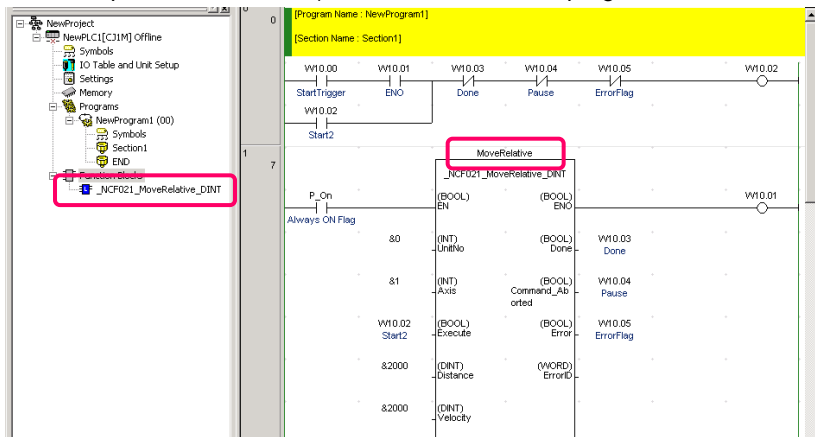 NewProject
NewPLC1[CJ1M] Offline
Symbols
IO Table and Unit Setup
Settings
Memory
Programs
NewProgram1 (00)
Symbols
Section1
END
Function Blocks
_NCF021_MoveRelative_DINT
0
0
[Program Name : NewProgram1]
[Section Name : Section1]
W10.00 W10.01 W10.03 W10.04 W10.05 W10.02
StartTrigger ENO Done Pause ErrorFlag
W10.02
Start2
1
7
MoveRelative
_NCF021_MoveRelative_DINT
P_On (BOOL) (BOOL) W10.01
EN ENO
Always ON Flag
&0 (INT) (BOOL) W10.03
UnitNo Done Done
&1 (INT) (BOOL) W10.04
Axis Command_Ab Pause
orted
W10.02 (BOOL) (BOOL) W10.05
Start2 Execute Error ErrorFlag
&2000 (DINT) (WORD)
Distance ErrorID
&2000 (DINT)
Velocity